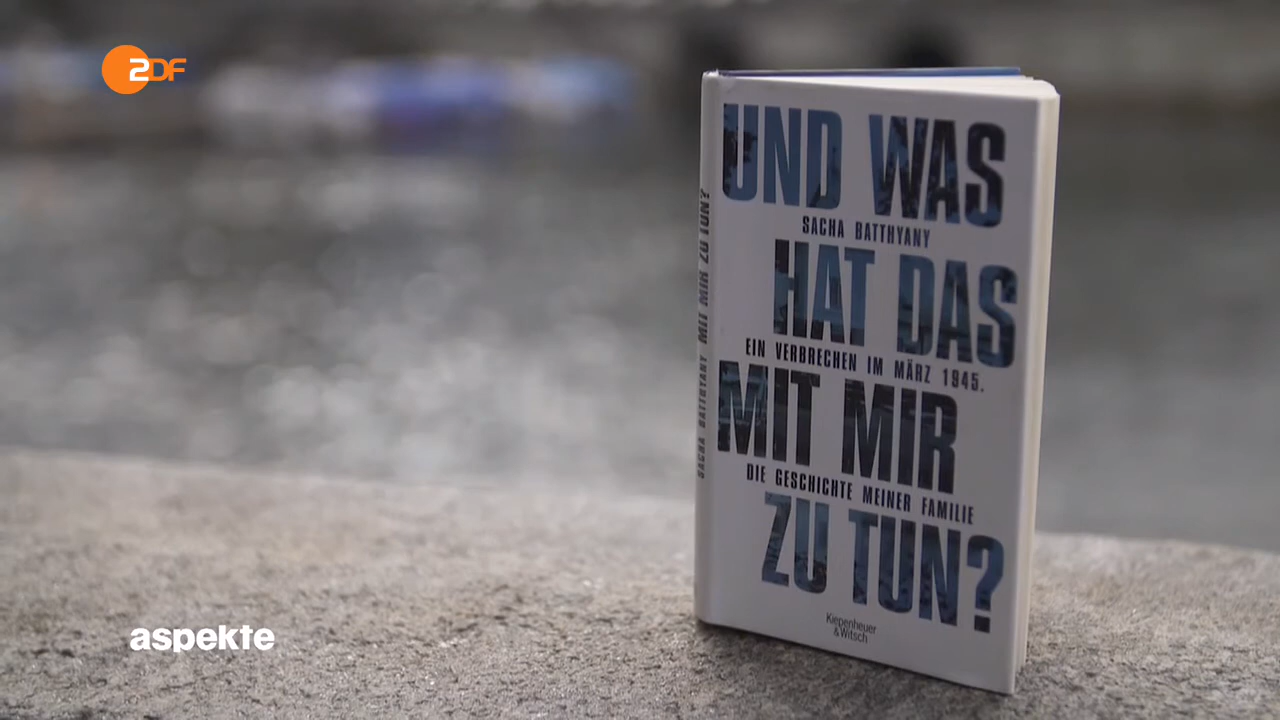 ZDF
UND WAS
SACHA BATTHYANY
HAT DAS
EIN VERBRECHEN IM MÄRZ 1945.
MIT MIR
DIE GESCHICHTE MEINER FAMILIE
ZU TUN?
Kiepenheuer
&Witsch
SACHA BATTHYANY MIT MIR ZU TUN?
aspekte